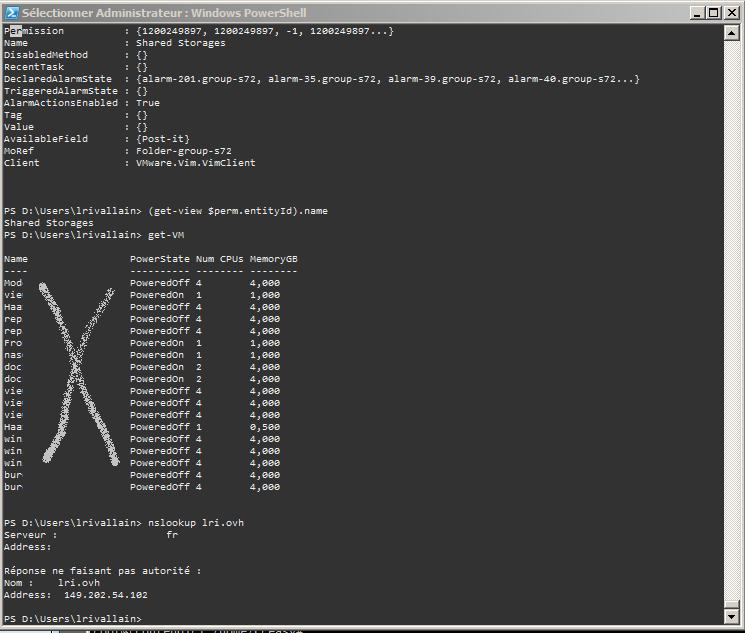 Sélectionner Administrateur : Windows PowerShell
Permission          : {1200249897, 1200249897, -1, 1200249897...}
Name                : Shared Storages
DisabledMethod      : {}
RecentTask          : {}
DeclaredAlarmState  : {alarm-201.group-s72, alarm-35.group-s72, alarm-39.group-s72, alarm-40.group-s72...}
TriggeredAlarmState : {}
AlarmActionsEnabled : True
Tag                 : {}
Value               : {}
AvailableField      : {Post-it}
MoRef               : Folder-group-s72
Client              : VMware.Vim.VimClient
PS D:\Users\lrivallain> (get-view $perm.entityId).name
Shared Storages
PS D:\Users\lrivallain> get-VM
Name                 PowerState Num CPUs MemoryGB
----                 ---------- -------- --------
Mod                  PoweredOff 4        4,000
vie                  PoweredOn  1        1,000
Haa                  PoweredOff 4        4,000
rep                  PoweredOff 4        4,000
rep                  PoweredOff 4        4,000
Fro                  PoweredOn  1        1,000
nas                  PoweredOn  1        1,000
doc                  PoweredOn  2        4,000
doc                  PoweredOn  2        4,000
vie                  PoweredOff 4        4,000
vie                  PoweredOff 4        4,000
vie                  PoweredOff 4        4,000
Haa                  PoweredOff 1        0,500
win                  PoweredOff 4        4,000
win                  PoweredOff 4        4,000
win                  PoweredOff 4        4,000
bur                  PoweredOff 4        4,000
bur                  PoweredOff 4        4,000
PS D:\Users\lrivallain> nslookup lri.ovh
Serveur :                  fr
Address:
Réponse ne faisant pas autorité :
Nom :    lri.ovh
Address:  149.202.54.102
PS D:\Users\lrivallain>